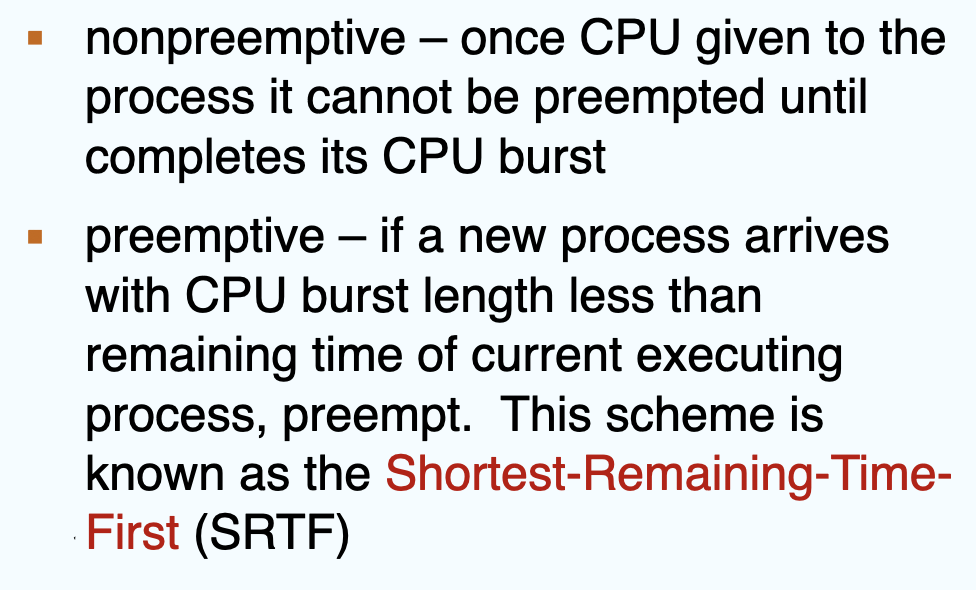 ▪ nonpreemptive – once CPU given to the
process it cannot be preempted until
completes its CPU burst
▪ preemptive – if a new process arrives
with CPU burst length less than
remaining time of current executing
process, preempt.  This scheme is
known as the Shortest-Remaining-Time-
First (SRTF)